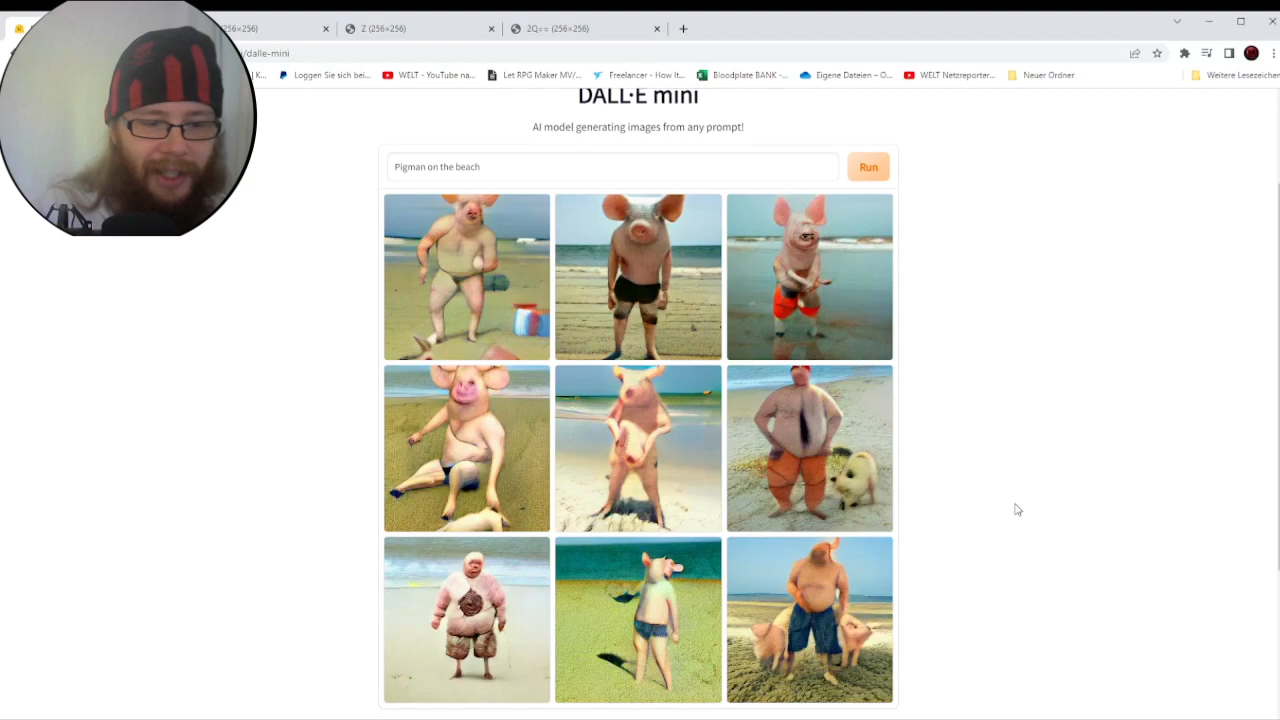 256×256)
Z (256×256)
2Q== (256×256)
/dalle-mini
K...
Loggen Sie sich bei...
WELT - YouTube na...
Let RPG Maker MV/...
Freelancer - How It...
Bloodplate BANK -...
Eigene Dateien – O...
WELT Netzreporter...
Neuer Ordner
Weitere Lesezeichen
DALL·E mini
AI model generating images from any prompt!
Pigman on the beach
Run